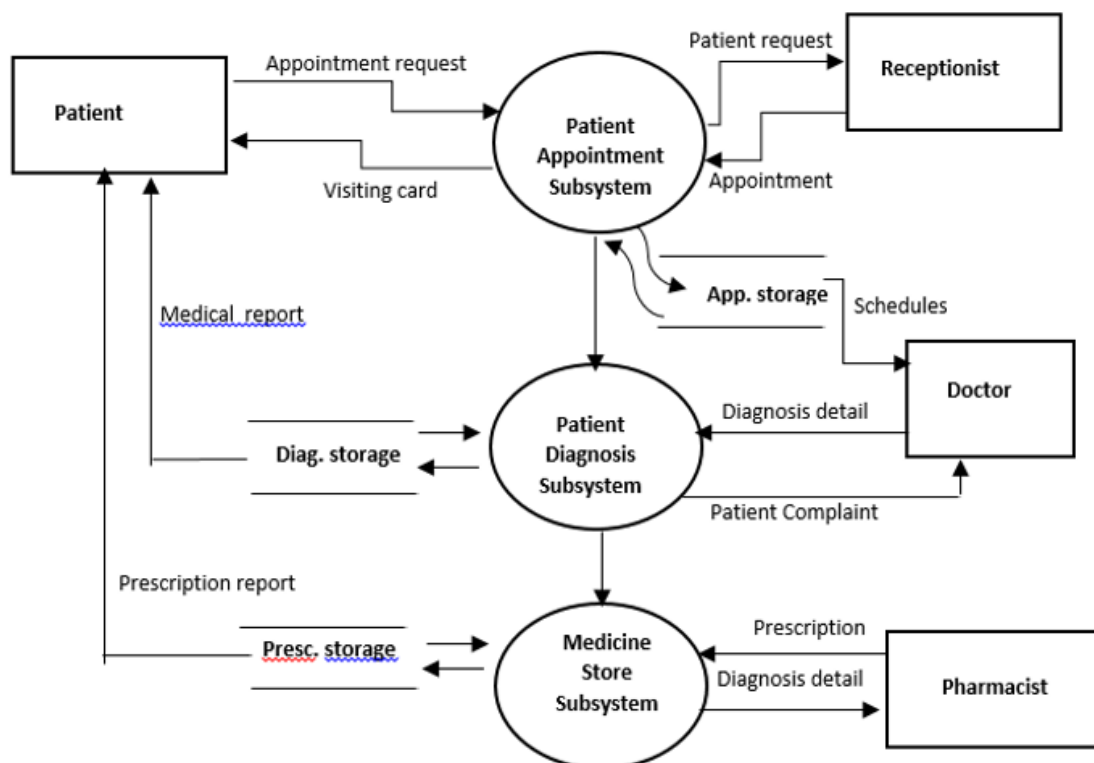 Patient request
Receptionist
Appointment request
Patient
Patient
Appointment
Subsystem
Appointment
Visiting card
App. storage
Medical report
Schedules
Doctor
Diagnosis detail
Patient
Diagnosis
Subsystem
Diag. storage
Patient Complaint
Prescription report
Prescription
Medicine
Store
Subsystem
Presc. storage
Diagnosis detail
Pharmacist